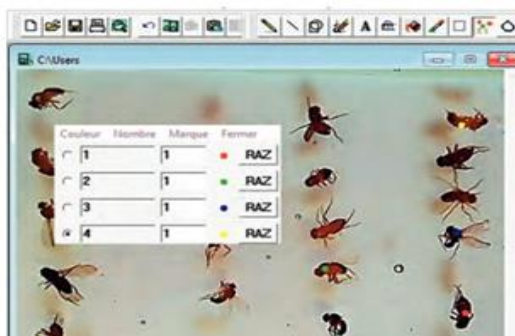 A
C:\Users
Couleur Nombre Marque Fermer
1 1 RAZ
2 1 RAZ
3 1 RAZ
4 1 RAZ